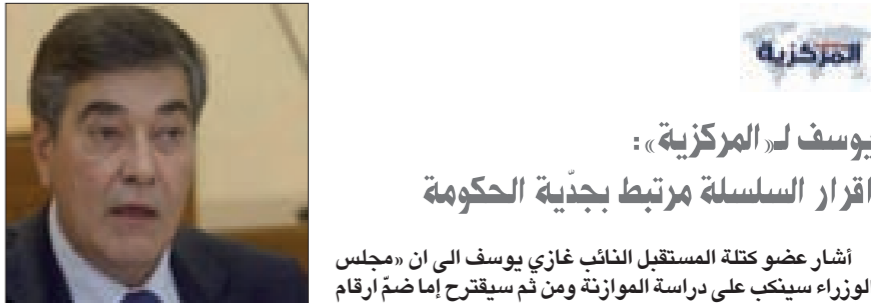 المركزية
يوسف لـ«المركزية»:
اقرار السلسلة مرتبط بجدّية الحكومة
أشار عضو كتلة المستقبل النائب غازي يوسف الى ان «مجلس
الوزراء سينكب على دراسة الموازنة ومن ثم سيقترح إما ضمّ ارقام